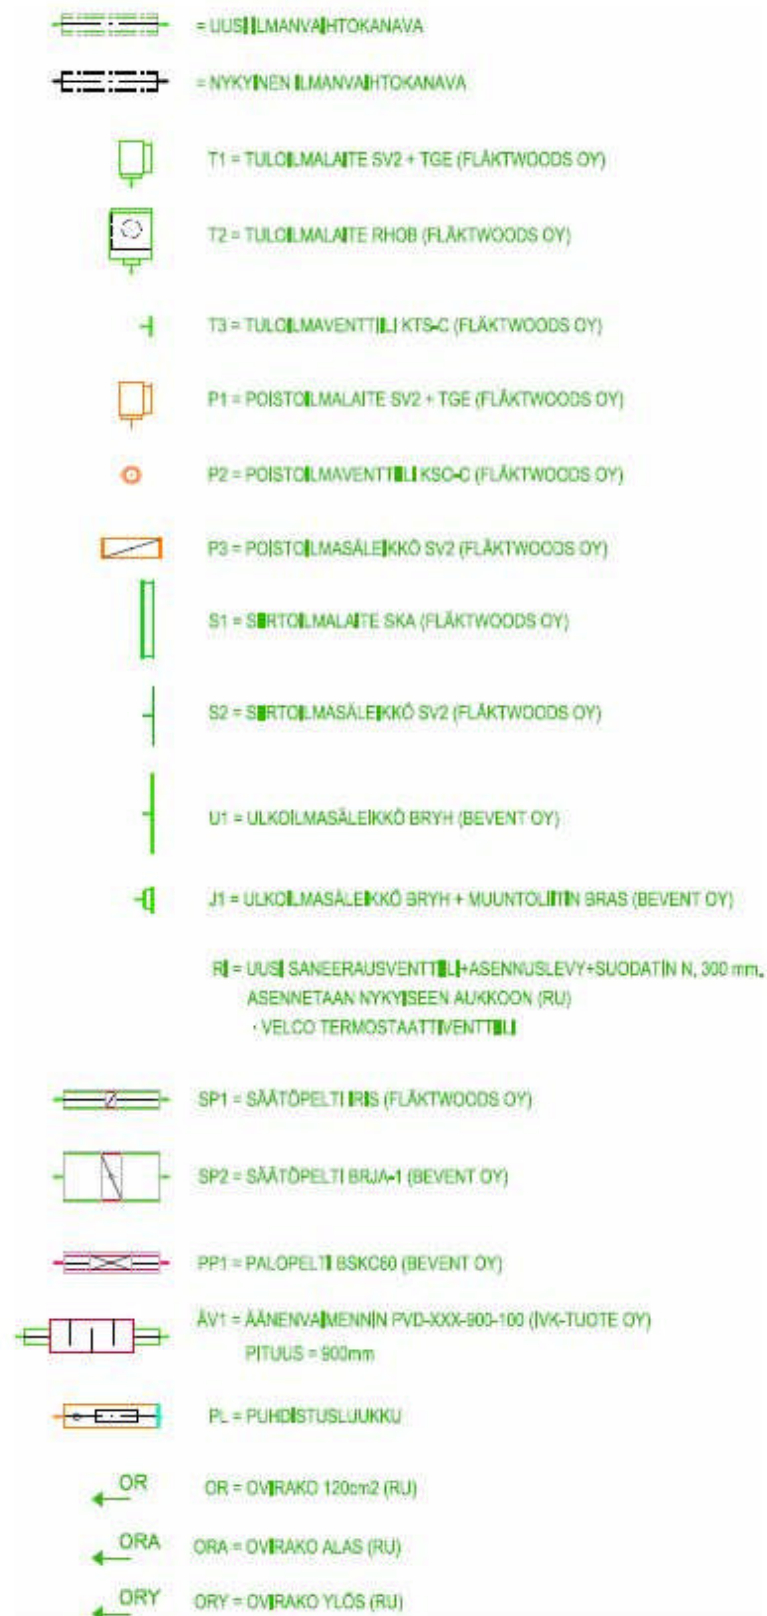 = UUSI ILMANVAIHTOKANAVA
= NYKYINEN ILMANVAIHTOKANAVA
T1 = TULOILMALAITE SV2 + TGE (FLÄKTWOODS OY)
T2 = TULOILMALAITE RHOB (FLÄKTWOODS OY)
T3 = TULOILMAVENTTIILI KTS-C (FLÄKTWOODS OY)
P1 = POISTOILMALAITE SV2 + TGE (FLÄKTWOODS OY)
P2 = POISTOILMAVENTTIILI KSO-C (FLÄKTWOODS OY)
P3 = POISTOILMASÄLEIKKÖ SV2 (FLÄKTWOODS OY)
S1 = SIIRTOILMALAITE SKA (FLÄKTWOODS OY)
S2 = SIIRTOILMASÄLEIKKÖ SV2 (FLÄKTWOODS OY)
U1 = ULKOILMASÄLEIKKÖ BRYH (BEVENT OY)
J1 = ULKOILMASÄLEIKKÖ BRYH + MUUNTOLIITIN BRAS (BEVENT OY)
RI = UUSI SANEERAUSVENTTIILI+ASENNUSLEVY+SUODATIN N. 300 mm.
ASENNETAAN NYKYISEEN AUKKOON (RU)
· VELCO TERMOSTAATTIVENTTIILI
SP1 = SÄÄTÖPELTI IRIS (FLÄKTWOODS OY)
SP2 = SÄÄTÖPELTI BRJA-1 (BEVENT OY)
PP1 = PALOPELTI BSKC60 (BEVENT OY)
ÄV1 = ÄÄNENVAIMENNIN PVD-XXX-900-100 (IVK-TUOTE OY)
PITUUS = 900mm
PL = PUHDISTUSLUUKKU
OR OR = OVIRAKO 120cm2 (RU)
ORA ORA = OVIRAKO ALAS (RU)
ORY ORY = OVIRAKO YLÖS (RU)